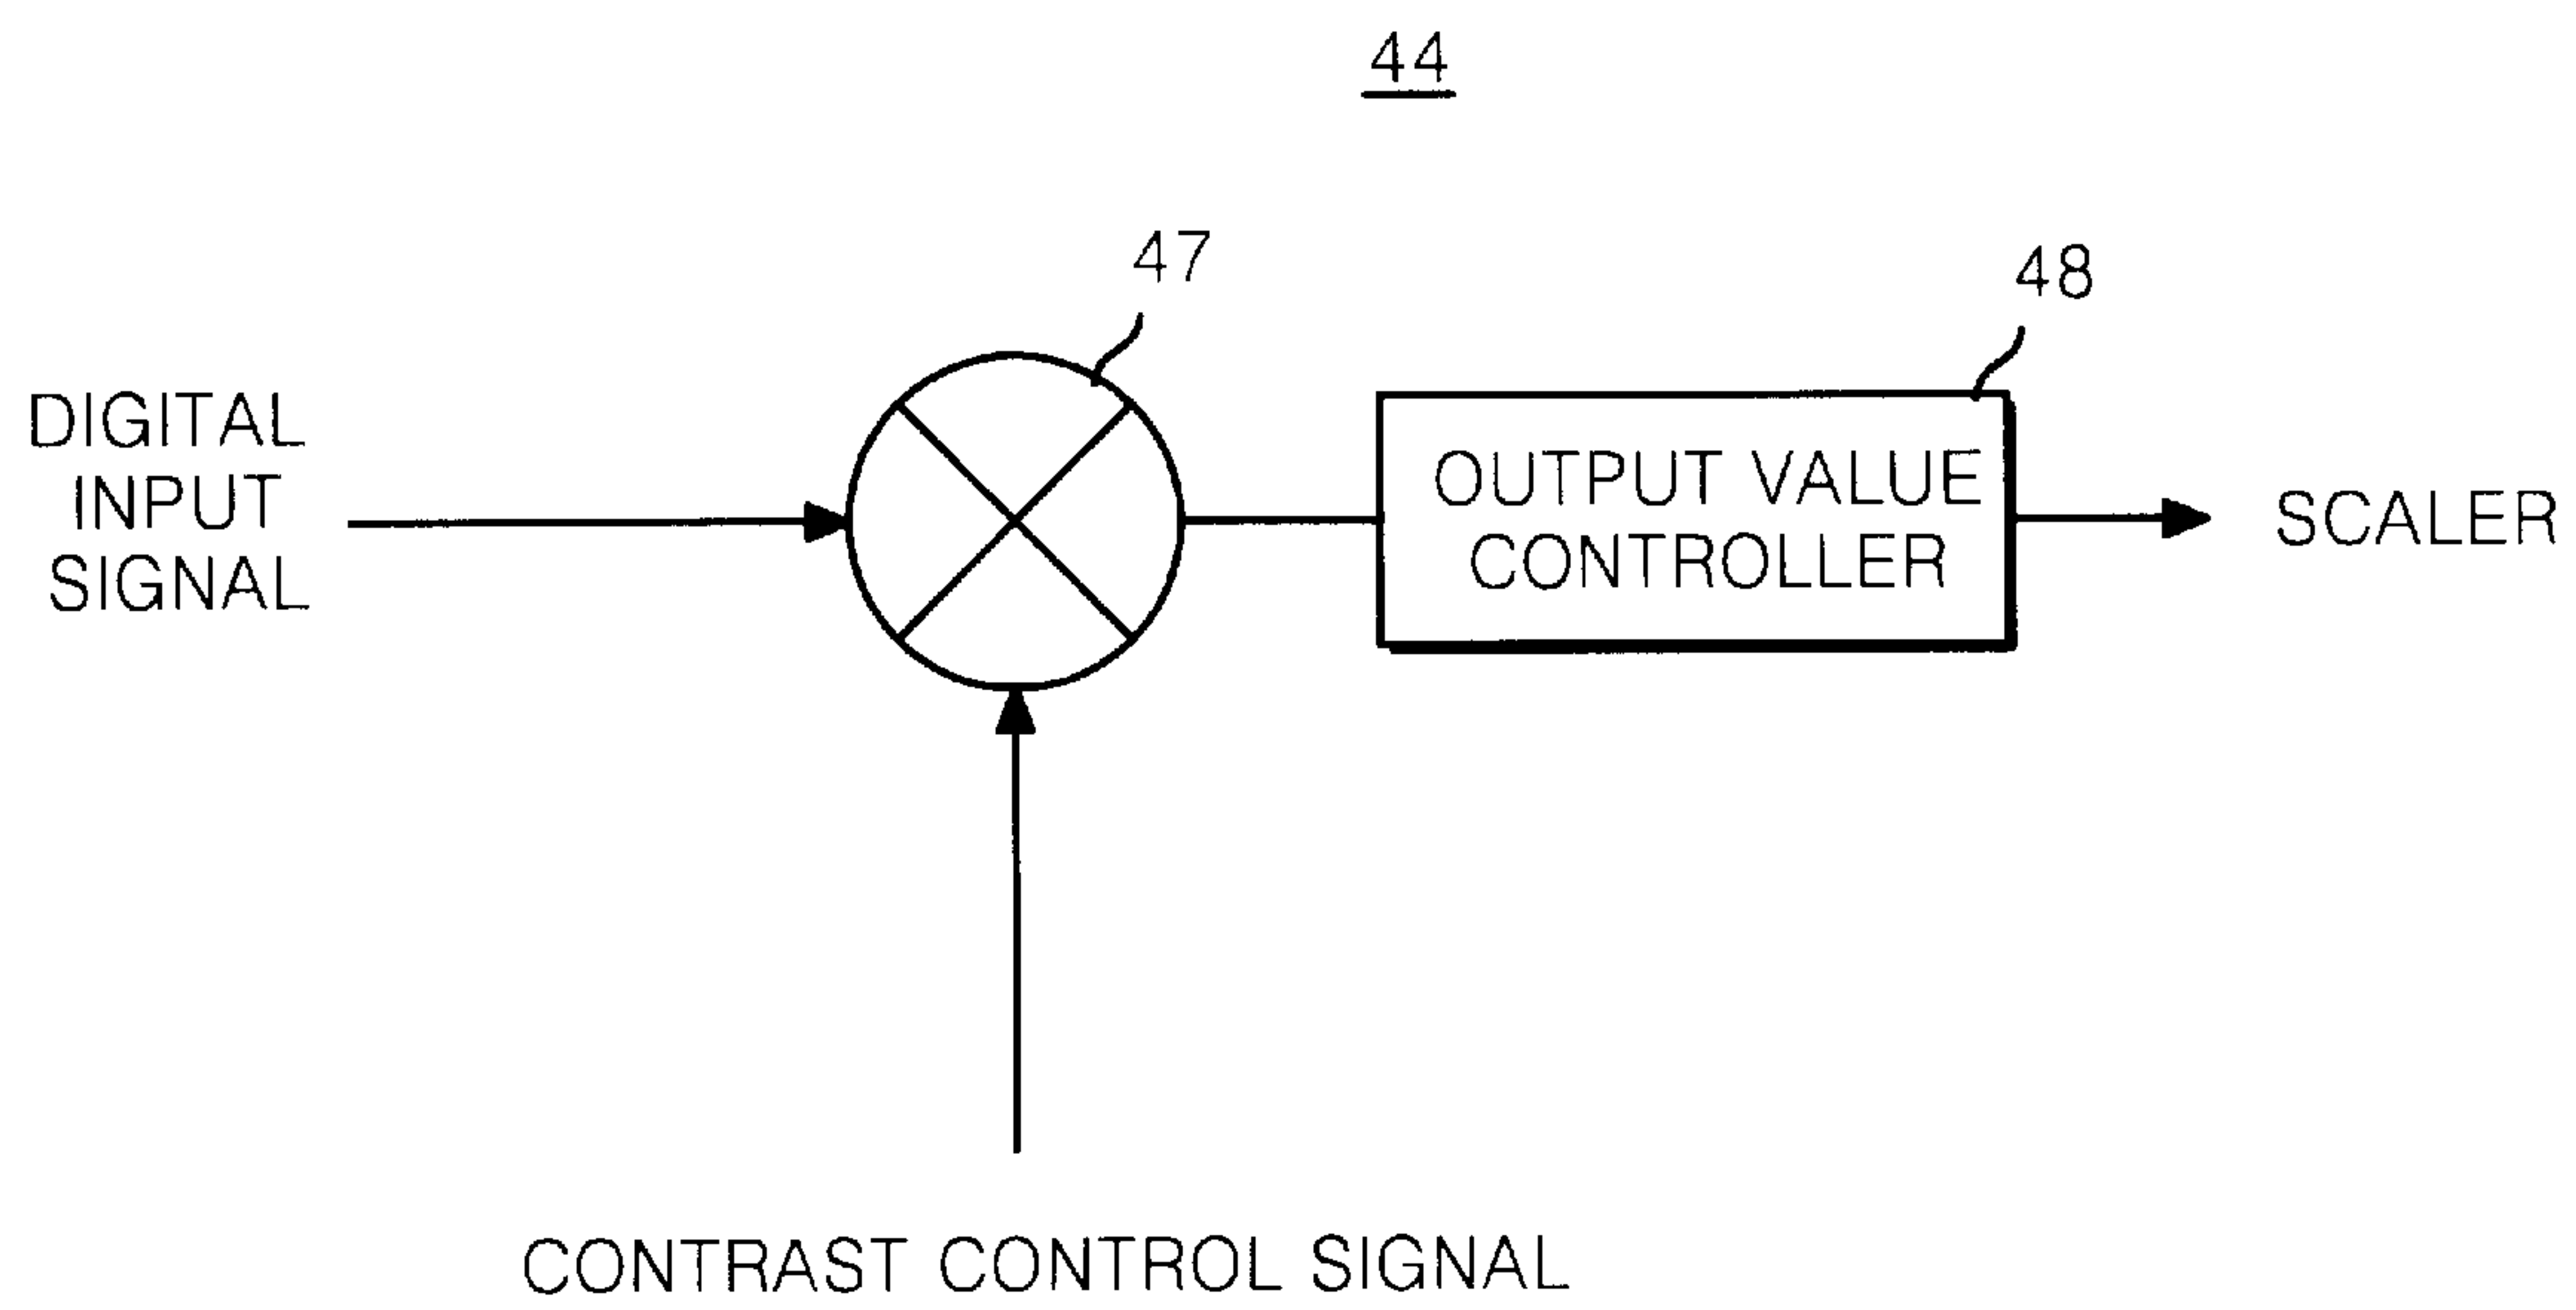 44
47
48
DIGITAL
INPUT
SIGNAL
OUTPUT VALUE
CONTROLLER
SCALER
CONTRAST CONTROL SIGNAL